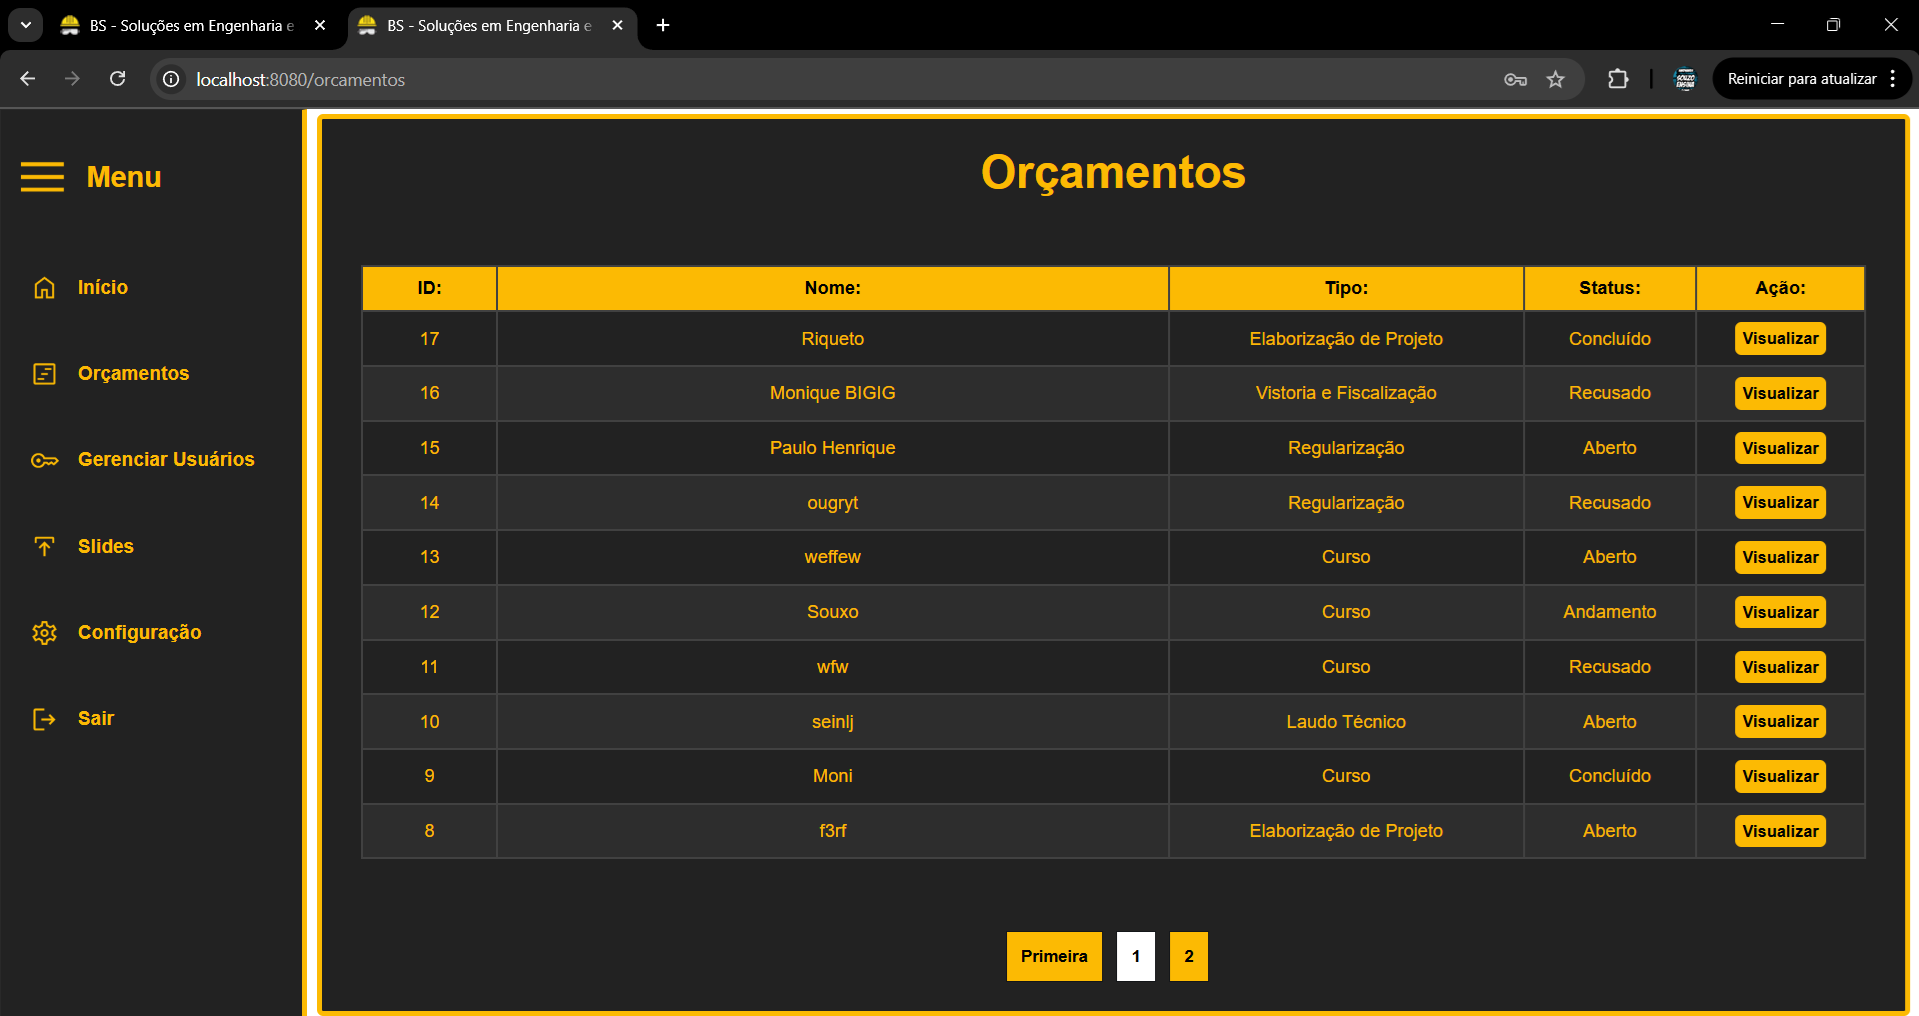 BS - Soluções em Engenharia e
BS - Soluções em Engenharia e
localhost:8080/orcamentos
Reiniciar para atualizar
Menu
Início
Orçamentos
Gerenciar Usuários
Slides
Configuração
Sair
Orçamentos
ID: Nome: Tipo: Status: Ação:
17 Riqueto Elaborização de Projeto Concluído Visualizar
16 Monique BIGIG Vistoria e Fiscalização Recusado Visualizar
15 Paulo Henrique Regularização Aberto Visualizar
14 ougryt Regularização Recusado Visualizar
13 weffew Curso Aberto Visualizar
12 Souxo Curso Andamento Visualizar
11 wfw Curso Recusado Visualizar
10 seinlj Laudo Técnico Aberto Visualizar
9 Moni Curso Concluído Visualizar
8 f3rf Elaborização de Projeto Aberto Visualizar
Primeira 1 2